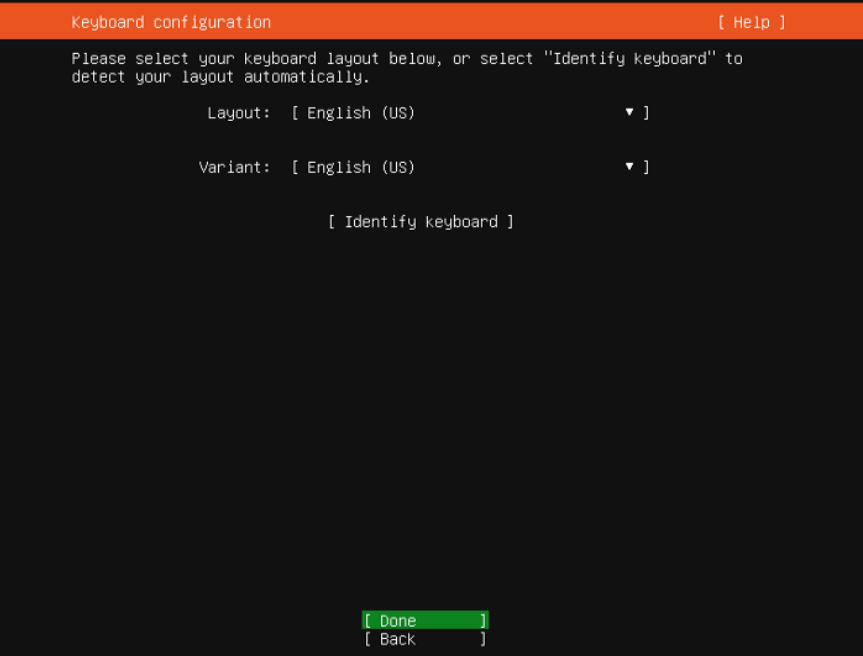 Keyboard configuration [ Help ]
Please select your keyboard layout below, or select "Identify keyboard" to
detect your layout automatically.
Layout: [ English (US) ▼ ]
Variant: [ English (US) ▼ ]
[ Identify keyboard ]
[ Done ]
[ Back ]